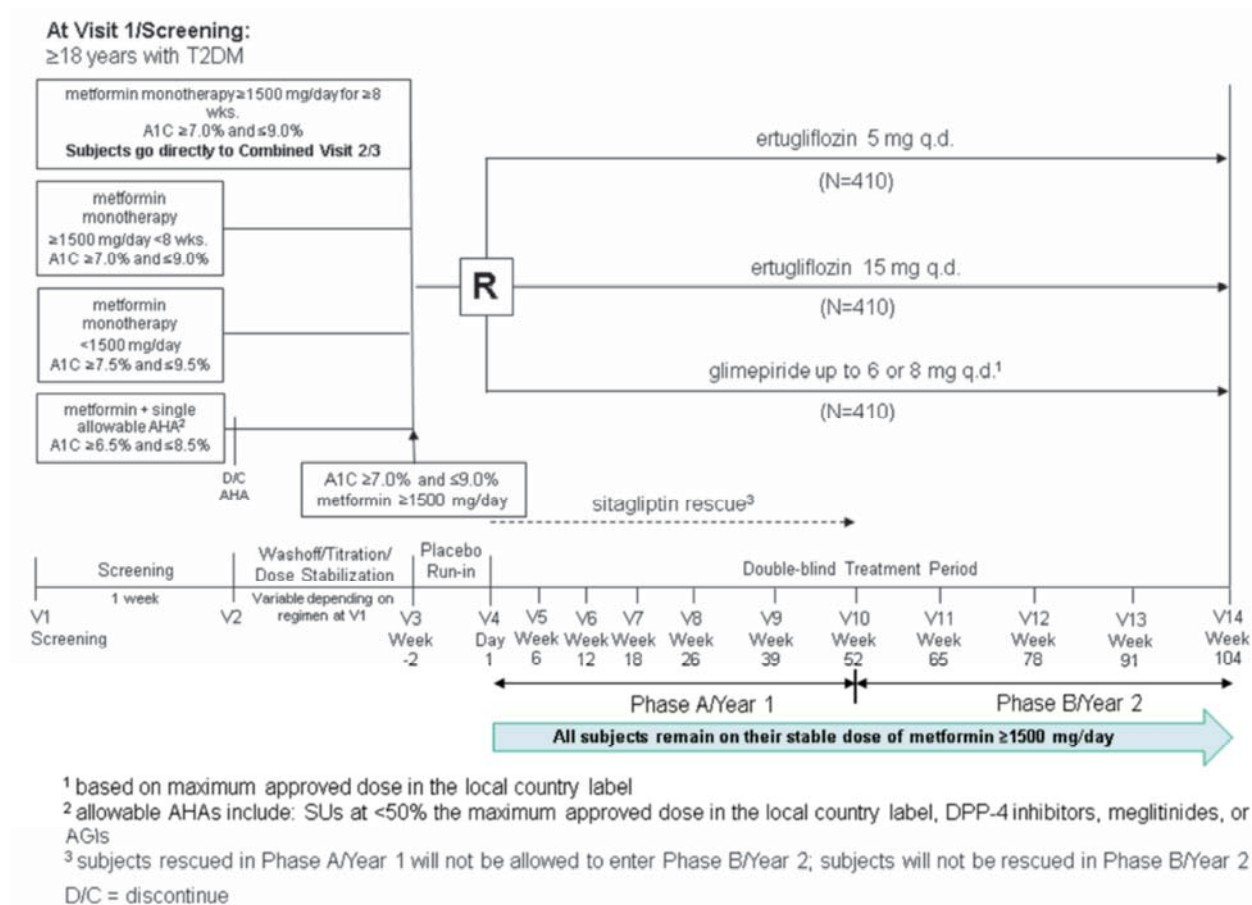 At Visit 1/Screening:
≥18 years with T2DM
metformin monotherapy≥1500 mg/day for ≥8
wks.
A1C ≥7.0% and ≤9.0%
Subjects go directly to Combined Visit 2/3
metformin
monotherapy
≥1500 mg/day <8 wks.
A1C ≥7.0% and ≤9.0%
metformin
monotherapy
<1500 mg/day
A1C ≥7.5% and ≤9.5%
metformin + single
allowable AHA²
A1C ≥6.5% and ≤8.5%
D/C
AHA
A1C ≥7.0% and ≤9.0%
metformin ≥1500 mg/day
R
ertugliflozin 5 mg q.d.
(N=410)
ertugliflozin 15 mg q.d.
(N=410)
glimepiride up to 6 or 8 mg q.d.¹
(N=410)
sitagliptin rescue³
Screening
1 week
Washoff/Titration/
Dose Stabilization
Variable depending on
regimen at V1
Placebo
Run-in
Double-blind Treatment Period
V1
Screening
V2
V3
Week
-2
V4
Day
1
V5
Week
6
V6
Week
12
V7
Week
18
V8
Week
26
V9
Week
39
V10
Week
52
V11
Week
65
V12
Week
78
V13
Week
91
V14
Week
104
Phase A/Year 1
Phase B/Year 2
All subjects remain on their stable dose of metformin ≥1500 mg/day
¹ based on maximum approved dose in the local country label
² allowable AHAs include: SUs at <50% the maximum approved dose in the local country label, DPP-4 inhibitors, meglitinides, or
AGIs
³ subjects rescued in Phase A/Year 1 will not be allowed to enter Phase B/Year 2; subjects will not be rescued in Phase B/Year 2
D/C = discontinue